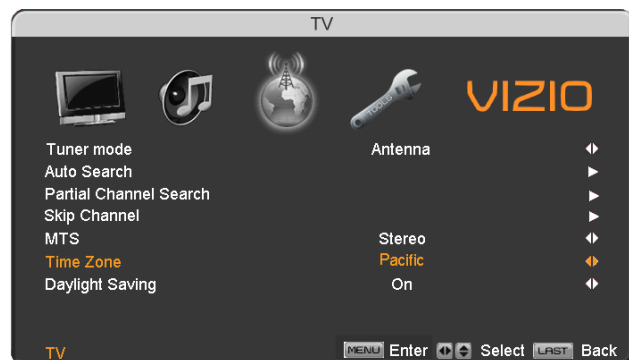 TV
TOOLS
VIZIO
Tuner mode Antenna
Auto Search
Partial Channel Search
Skip Channel
MTS Stereo
Time Zone Pacific
Daylight Saving On
TV MENU Enter Select LAST Back